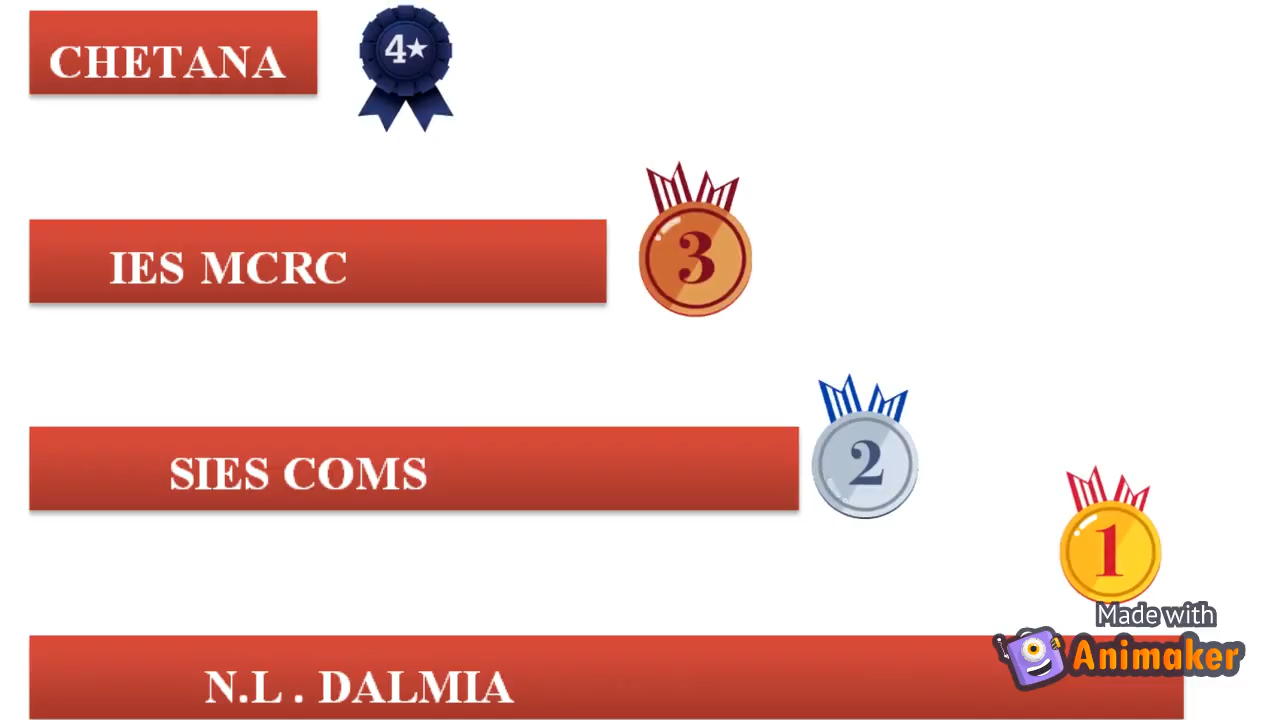 CHETANA
4★
IES MCRC
3
SIES COMS
2
1
Made with
Animaker
N.L . DALMIA